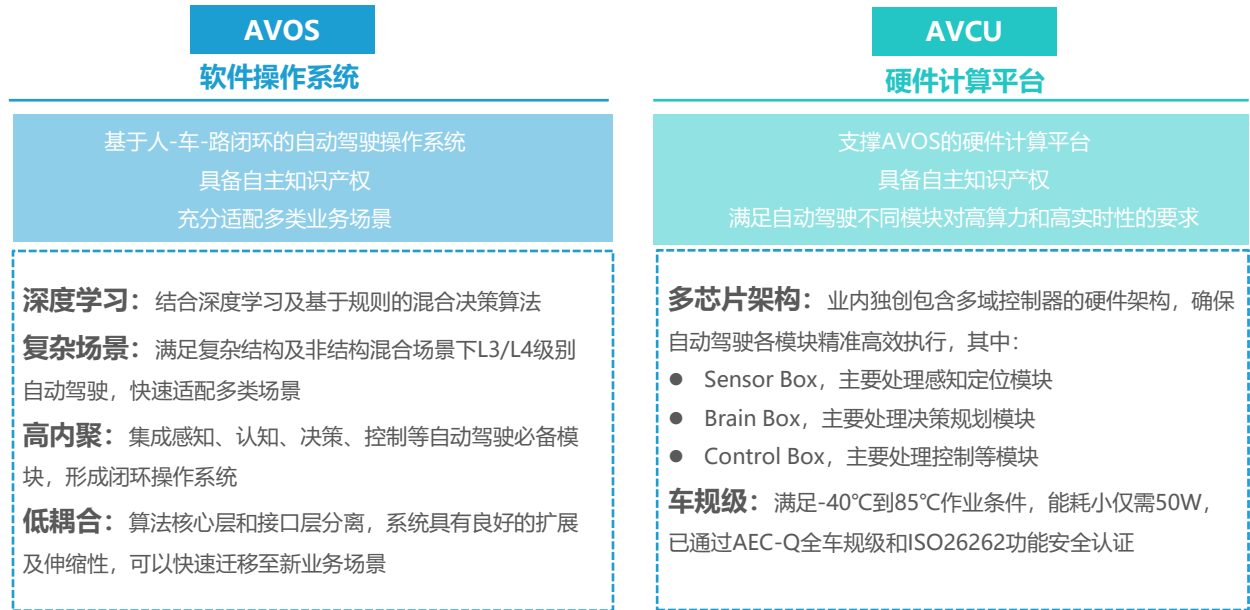 AVOS
软件操作系统
基于人-车-路闭环的自动驾驶操作系统
具备自主知识产权
充分适配多类业务场景
深度学习：结合深度学习及基于规则的混合决策算法
复杂场景：满足复杂结构及非结构混合场景下L3/L4级别
自动驾驶，快速适配多类场景
高内聚：集成感知、认知、决策、控制等自动驾驶必备模
块，形成闭环操作系统
低耦合：算法核心层和接口层分离，系统具有良好的扩展
及伸缩性，可以快速迁移至新业务场景
AVCU
硬件计算平台
支撑AVOS的硬件计算平台
具备自主知识产权
满足自动驾驶不同模块对高算力和高实时性的要求
多芯片架构：业内独创包含多域控制器的硬件架构，确保
自动驾驶各模块精准高效执行，其中：
● Sensor Box，主要处理感知定位模块
● Brain Box，主要处理决策规划模块
● Control Box，主要处理控制等模块
车规级：满足-40℃到85℃作业条件，能耗小仅需50W，
已通过AEC-Q全车规级和ISO26262功能安全认证